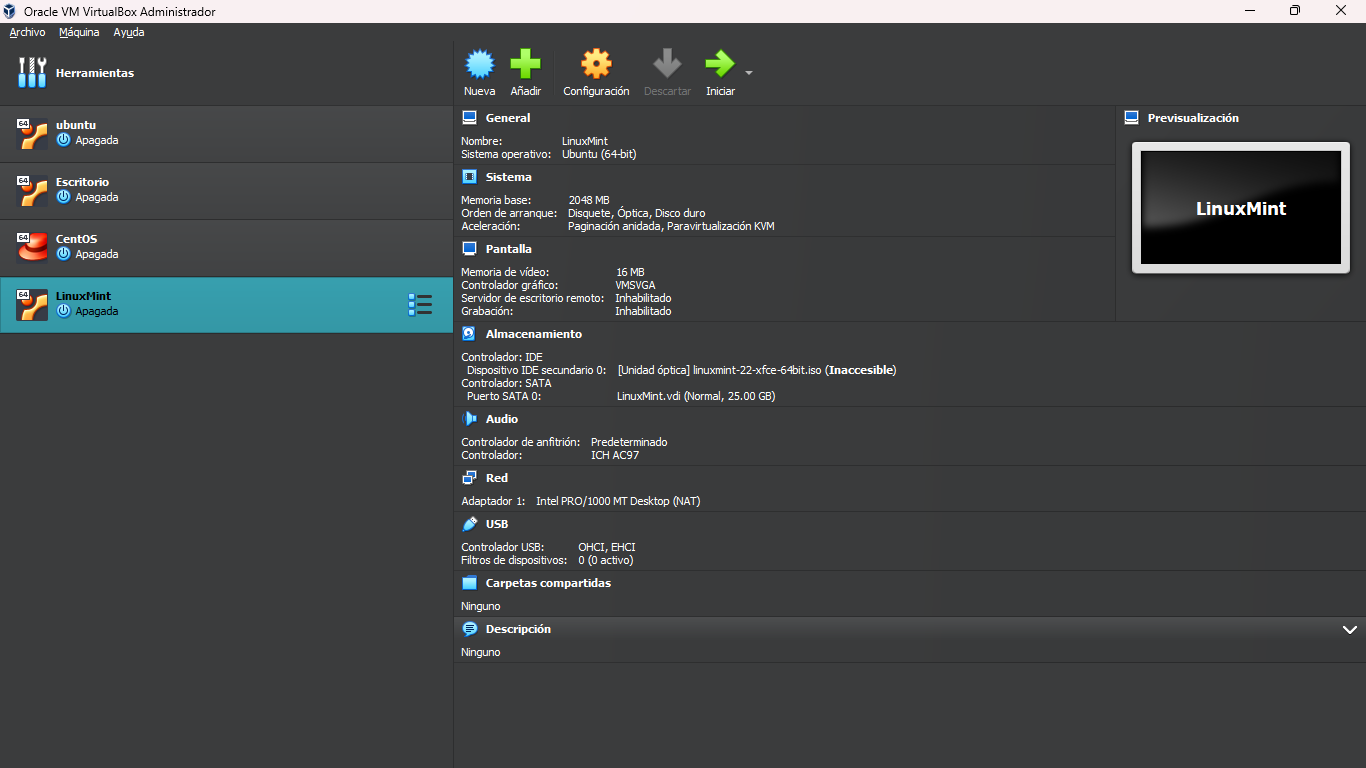 Oracle VM VirtualBox Administrador
Archivo Máquina Ayuda
Herramientas
64
ubuntu
Apagada
64
Escritorio
Apagada
64
CentOS
Apagada
64
LinuxMint
Apagada
Nueva Añadir Configuración Descartar Iniciar
General
Nombre: LinuxMint
Sistema operativo: Ubuntu (64-bit)
Sistema
Memoria base: 2048 MB
Orden de arranque: Disquete, Óptica, Disco duro
Aceleración: Paginación anidada, Paravirtualización KVM
Pantalla
Memoria de vídeo: 16 MB
Controlador gráfico: VMSVGA
Servidor de escritorio remoto: Inhabilitado
Grabación: Inhabilitado
Previsualización
LinuxMint
Almacenamiento
Controlador: IDE
Dispositivo IDE secundario 0: [Unidad óptica] linuxmint-22-xfce-64bit.iso (Inaccesible)
Controlador: SATA
Puerto SATA 0: LinuxMint.vdi (Normal, 25.00 GB)
Audio
Controlador de anfitrión: Predeterminado
Controlador: ICH AC97
Red
Adaptador 1: Intel PRO/1000 MT Desktop (NAT)
USB
Controlador USB: OHCI, EHCI
Filtros de dispositivos: 0 (0 activo)
Carpetas compartidas
Ninguno
Descripción
Ninguno